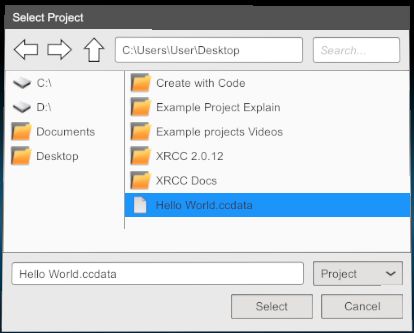 Select Project
C:\Users\User\Desktop
Search...
C:\
D:\
Documents
Desktop
Create with Code
Example Project Explain
Example projects Videos
XRCC 2.0.12
XRCC Docs
Hello World.ccdata
Hello World.ccdata
Project
Select
Cancel